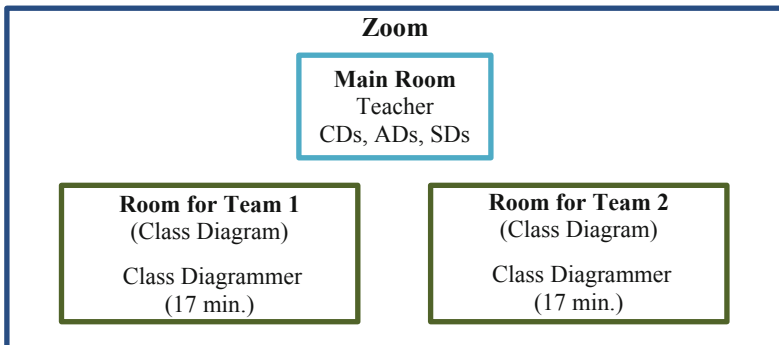 Zoom
Main Room
Teacher
CDs, ADs, SDs
Room for Team 1
(Class Diagram)
Class Diagrammer
(17 min.)
Room for Team 2
(Class Diagram)
Class Diagrammer
(17 min.)